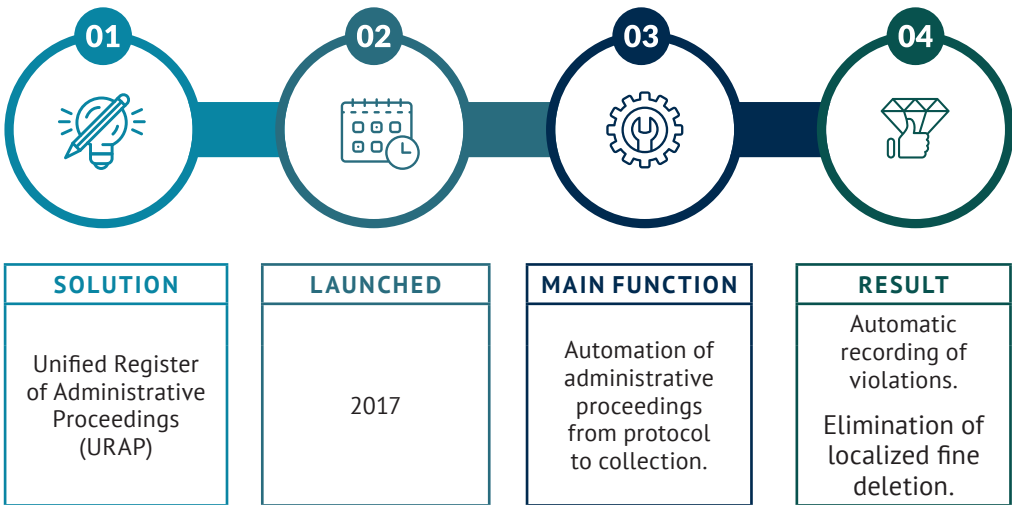 01
02
03
04
SOLUTION
Unified Register
of Administrative
Proceedings
(URAP)
LAUNCHED
2017
MAIN FUNCTION
Automation of
administrative
proceedings
from protocol
to collection.
RESULT
Automatic
recording of
violations.
Elimination of
localized fine
deletion.